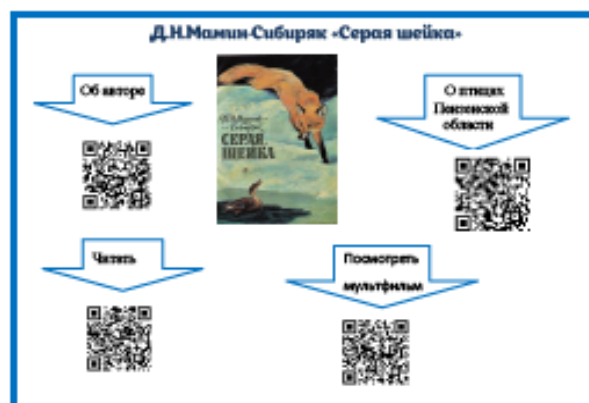 Д.Н.Мамин-Сибиряк «Серая шейка»
Об авторе
СЕРАЯ
ШЕЙКА
О птицах
Пензенской
области
Читать
Посмотреть
мультфильм